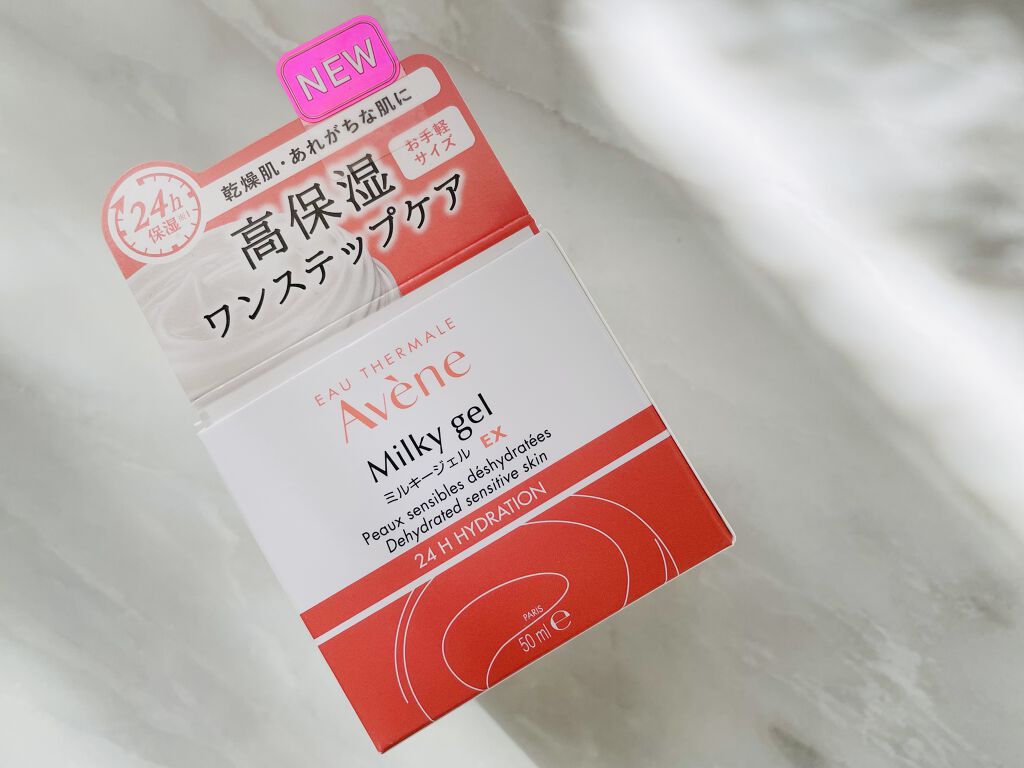 NEW
乾燥肌・あれがちな肌に
お手軽
サイズ
24h
保湿※1
高保湿
ワンステップケア
EAU THERMALE
Avène
Milky gel
ミルキージェル EX
Peaux sensibles déshydratées
Dehydrated sensitive skin
24 H HYDRATION
PARIS
50 ml ℮